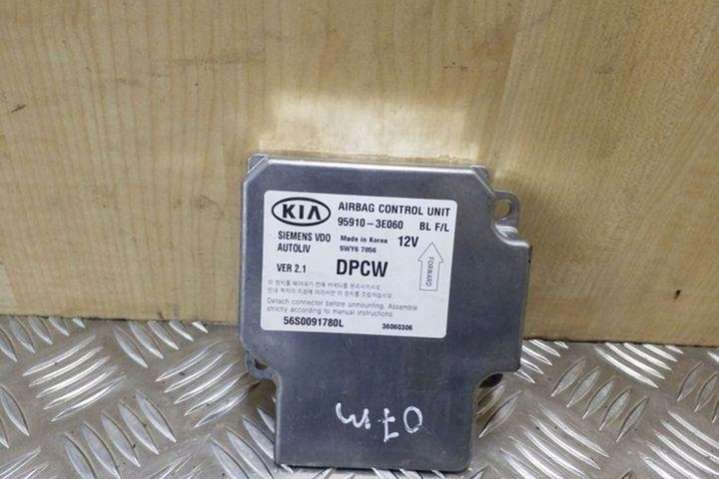 KIA AIRBAG CONTROL UNIT
95910-3E060 BL F/L
SIEMENS VDO Made in Korea 12V
AUTOLIV 5WY6 7056
VER 2.1 DPCW FORWARD
Detach connector before unmounting. Assemble
strictly according to manual instructions.
56S0091780L 36060306
07m